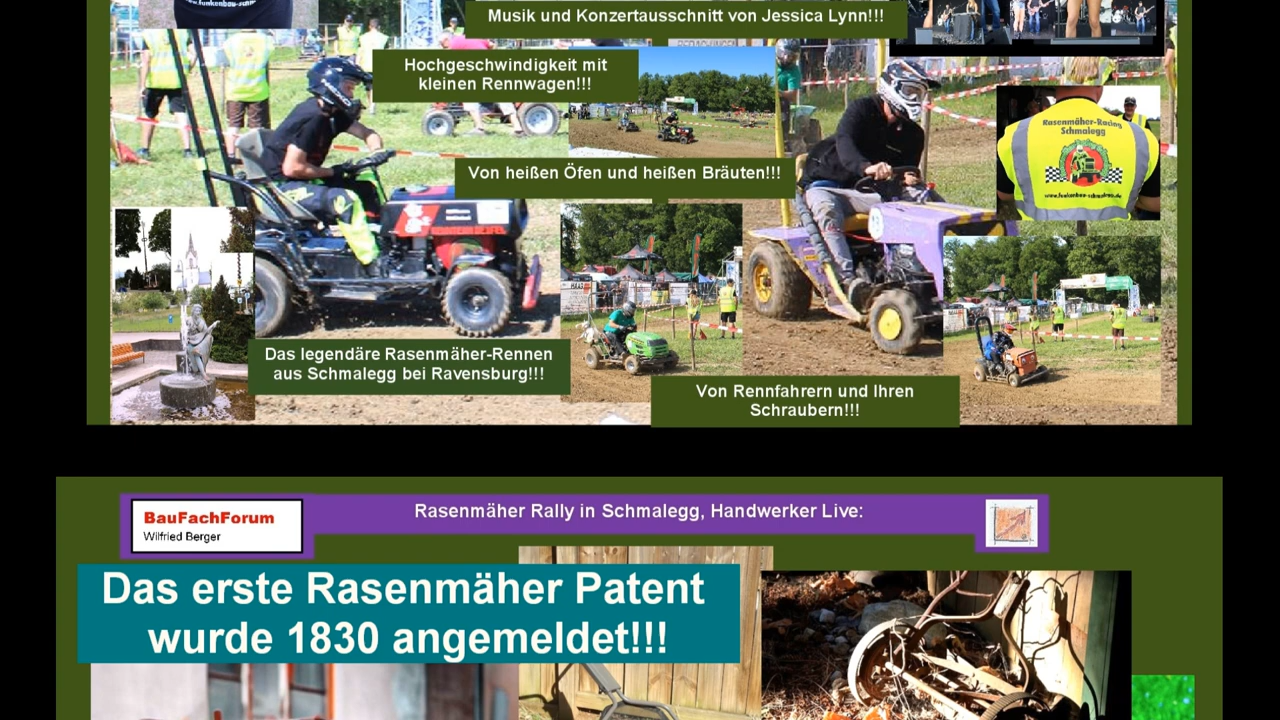 Musik und Konzertausschnitt von Jessica Lynn!!!
Hochgeschwindigkeit mit
kleinen Rennwagen!!!
Von heißen Öfen und heißen Bräuten!!!
Rasenmäher-Racing
Schmalegg
Das legendäre Rasenmäher-Rennen
aus Schmalegg bei Ravensburg!!!
Von Rennfahrern und Ihren
Schraubern!!!
BauFachForum
Wilfried Berger
Rasenmäher Rally in Schmalegg, Handwerker Live:
Das erste Rasenmäher Patent
wurde 1830 angemeldet!!!